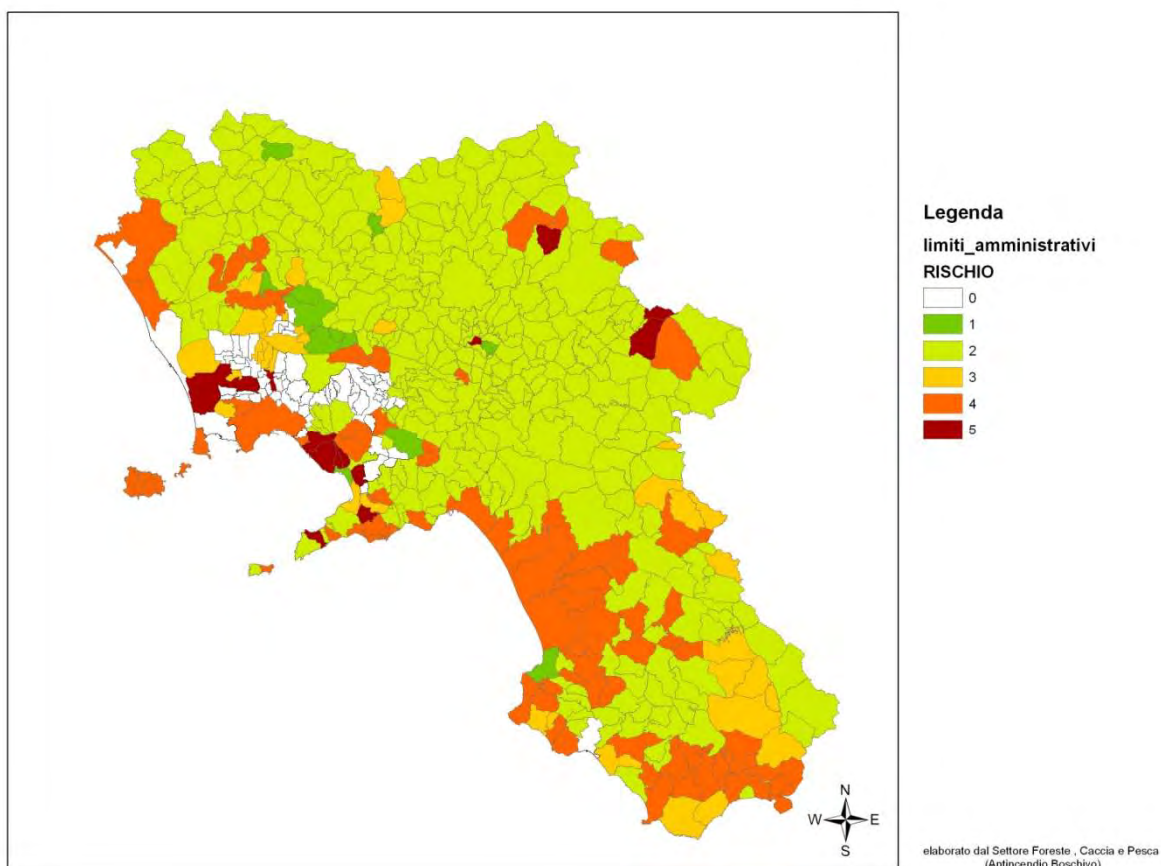 Legenda
limiti_amministrativi
RISCHIO
0
1
2
3
4
5
N
W E
S
elaborato dal Settore Foreste , Caccia e Pesca
(Antincendio Boschivo)